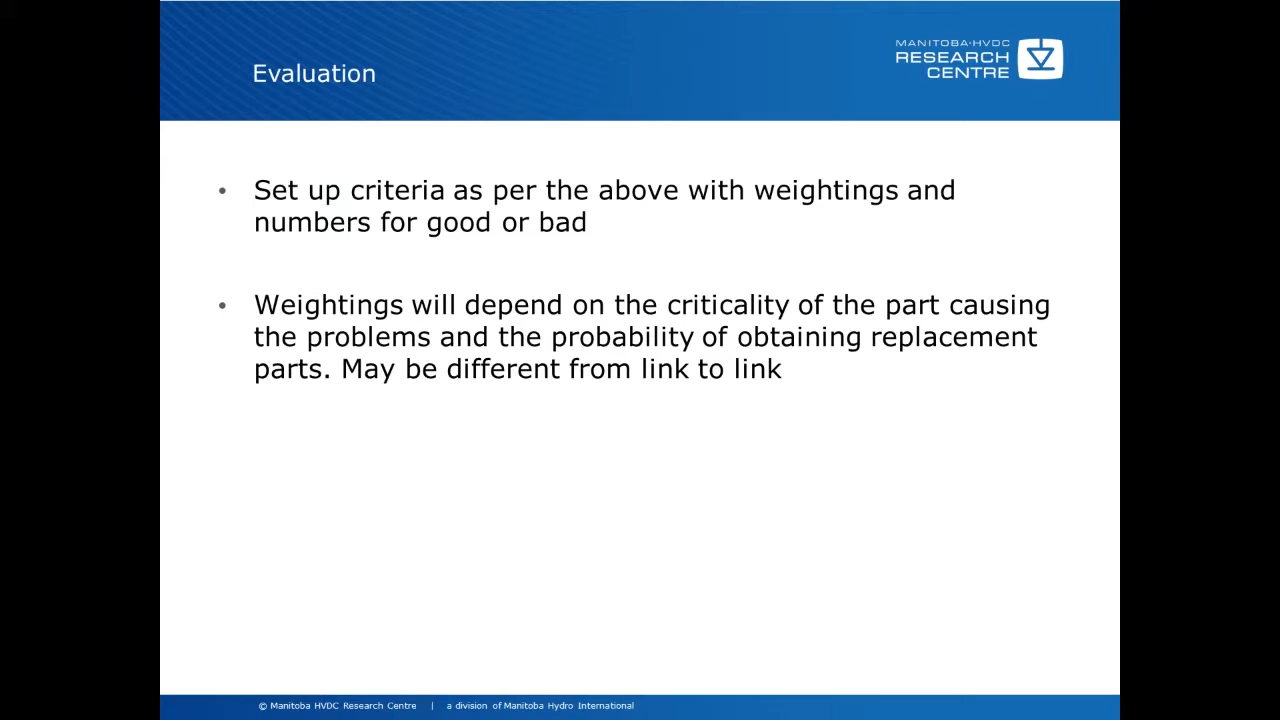 Evaluation
MANITOBA·HVDC
RESEARCH
CENTRE
• Set up criteria as per the above with weightings and
numbers for good or bad
• Weightings will depend on the criticality of the part causing
the problems and the probability of obtaining replacement
parts. May be different from link to link
© Manitoba HVDC Research Centre | a division of Manitoba Hydro International